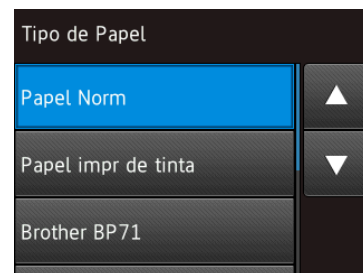 Tipo de Papel
Papel Norm
Papel impr de tinta
Brother BP71